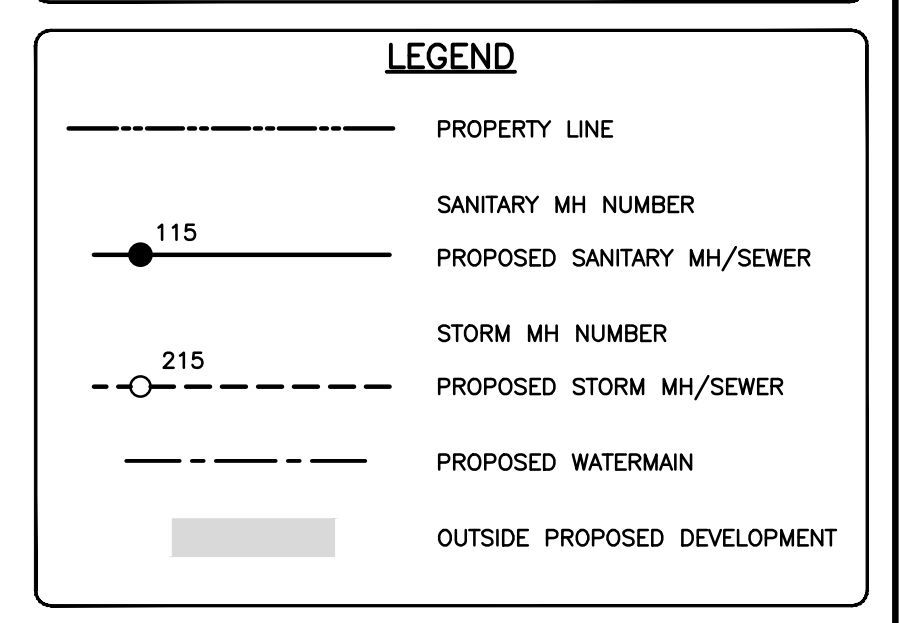 LEGEND
PROPERTY LINE
SANITARY MH NUMBER
115
PROPOSED SANITARY MH/SEWER
STORM MH NUMBER
215
PROPOSED STORM MH/SEWER
PROPOSED WATERMAIN
OUTSIDE PROPOSED DEVELOPMENT